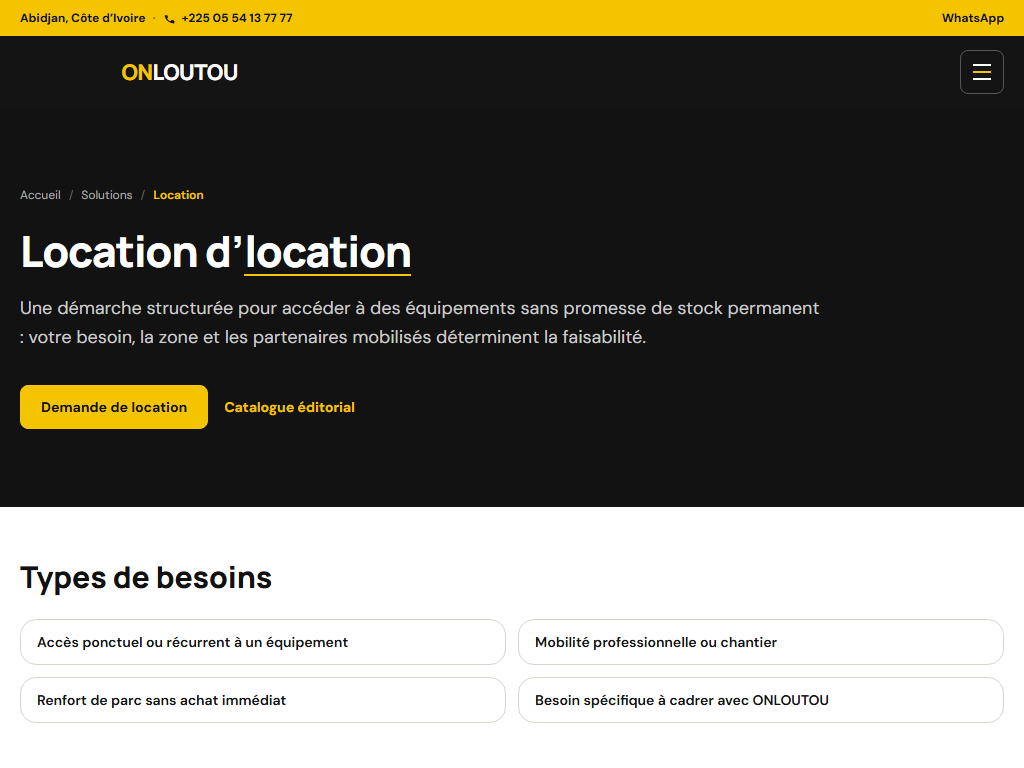 Abidjan, Côte d’Ivoire · +225 05 54 13 77 77 WhatsApp
ONLOUTOU
Accueil / Solutions / Location
Location d’location
Une démarche structurée pour accéder à des équipements sans promesse de stock permanent
: votre besoin, la zone et les partenaires mobilisés déterminent la faisabilité.
Demande de location Catalogue éditorial
Types de besoins
Accès ponctuel ou récurrent à un équipement Mobilité professionnelle ou chantier
Renfort de parc sans achat immédiat Besoin spécifique à cadrer avec ONLOUTOU